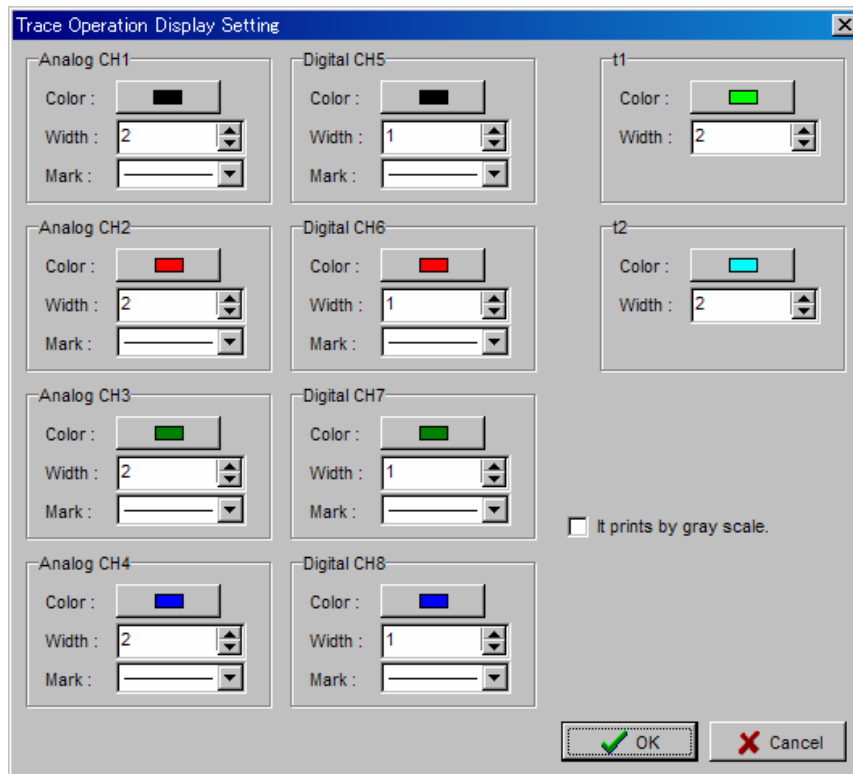 Trace Operation Display Setting
Analog CH1
Color :
Width : 2
Mark :
Digital CH5
Color :
Width : 1
Mark :
t1
Color :
Width : 2
Analog CH2
Color :
Width : 2
Mark :
Digital CH6
Color :
Width : 1
Mark :
t2
Color :
Width : 2
Analog CH3
Color :
Width : 2
Mark :
Digital CH7
Color :
Width : 1
Mark :
It prints by gray scale.
Analog CH4
Color :
Width : 2
Mark :
Digital CH8
Color :
Width : 1
Mark :
OK
Cancel